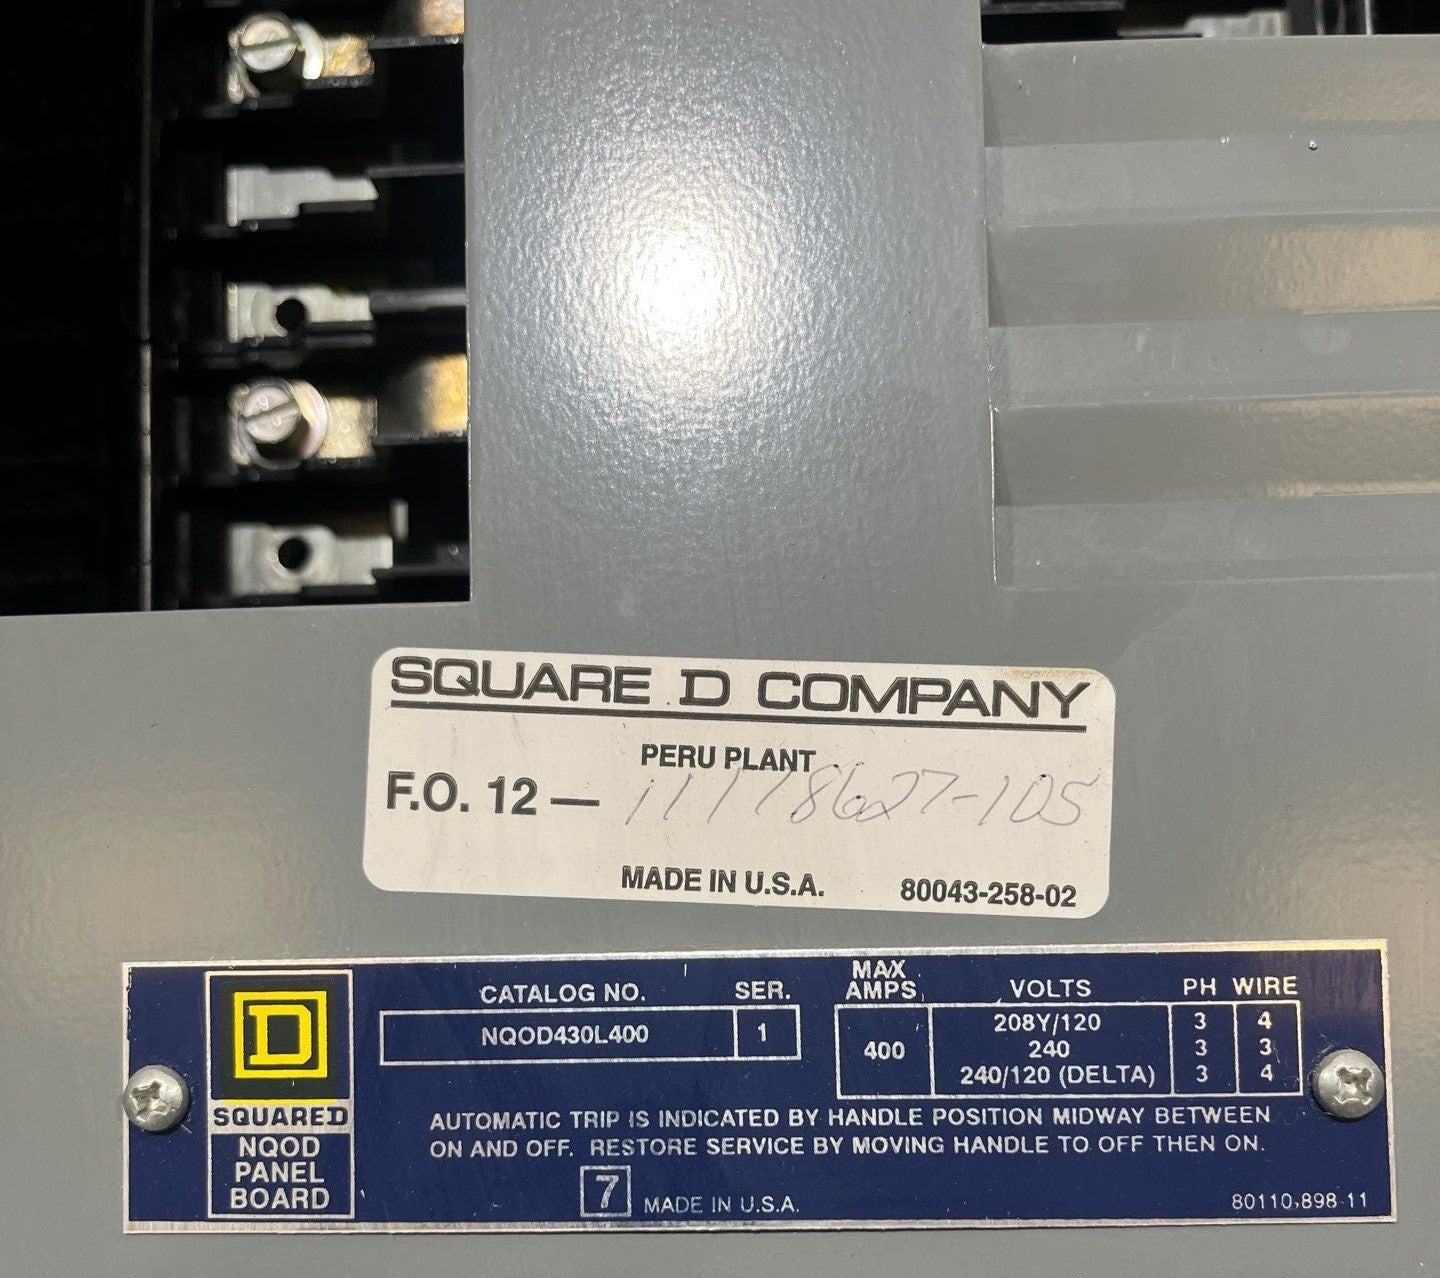 SQUARE D COMPANY
PERU PLANT
F.O. 12 — 11178627-105
MADE IN U.S.A. 80043-258-02
D
SQUARE D
NQOD
PANEL
BOARD
CATALOG NO. SER.
NQOD430L400 1
MAX
AMPS VOLTS PH WIRE
400
208Y/120 3 4
240 3 3
240/120 (DELTA) 3 4
AUTOMATIC TRIP IS INDICATED BY HANDLE POSITION MIDWAY BETWEEN
ON AND OFF. RESTORE SERVICE BY MOVING HANDLE TO OFF THEN ON.
7 MADE IN U.S.A. 80110-898-11